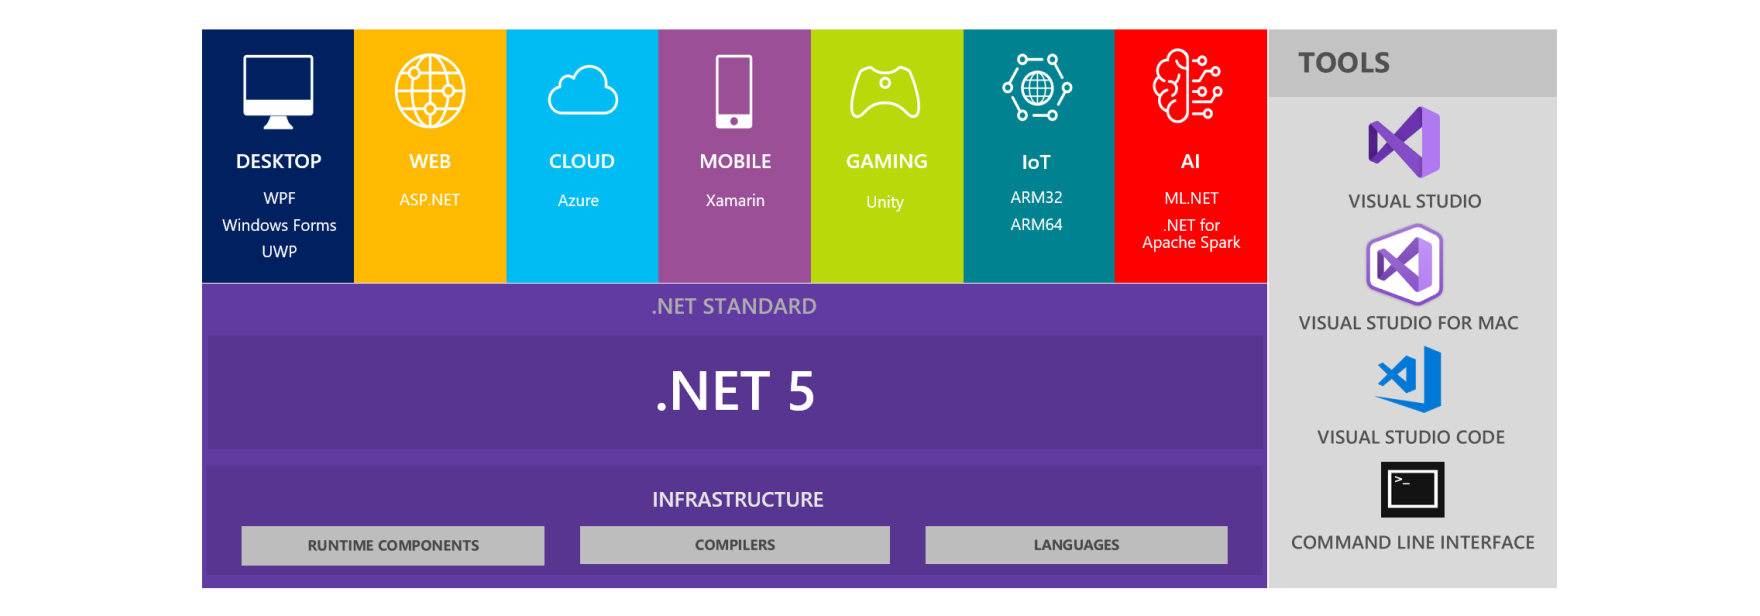 DESKTOP
WPF
Windows Forms
UWP
WEB
ASP.NET
CLOUD
Azure
MOBILE
Xamarin
GAMING
Unity
IoT
ARM32
ARM64
AI
ML.NET
.NET for
Apache Spark
.NET STANDARD
.NET 5
INFRASTRUCTURE
RUNTIME COMPONENTS
COMPILERS
LANGUAGES
TOOLS
VISUAL STUDIO
VISUAL STUDIO FOR MAC
VISUAL STUDIO CODE
>_
COMMAND LINE INTERFACE